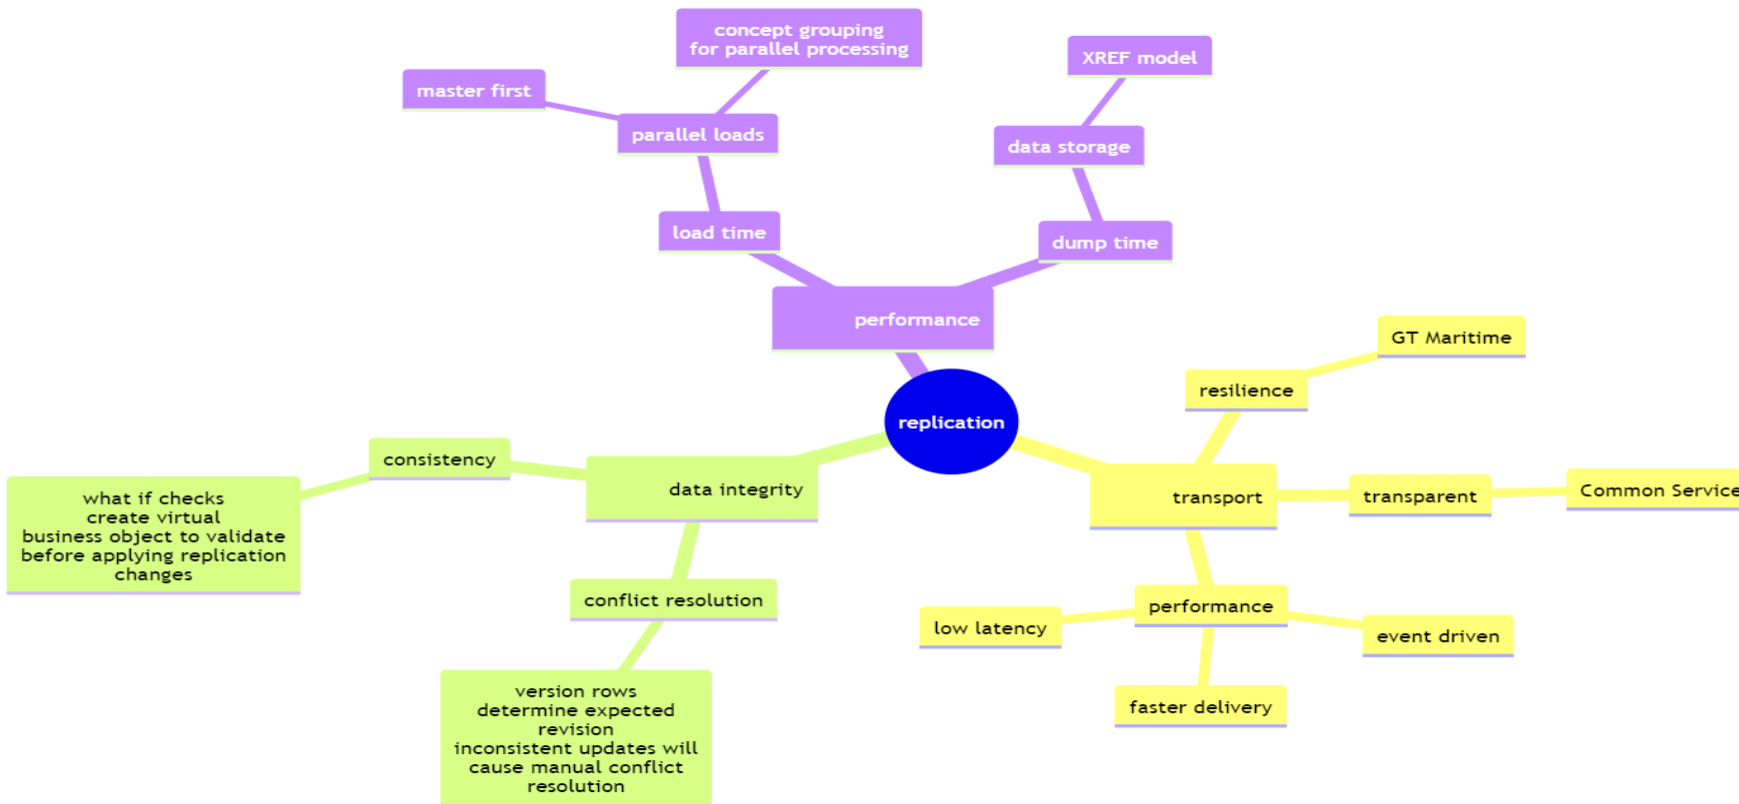 concept grouping
for parallel processing
XREF model
master first
parallel loads
data storage
load time
dump time
performance
GT Maritime
resilience
replication
consistency
data integrity
transport
transparent
Common Service
what if checks
create virtual
business object to validate
before applying replication
changes
conflict resolution
performance
low latency
event driven
faster delivery
version rows
determine expected
revision
inconsistent updates will
cause manual conflict
resolution